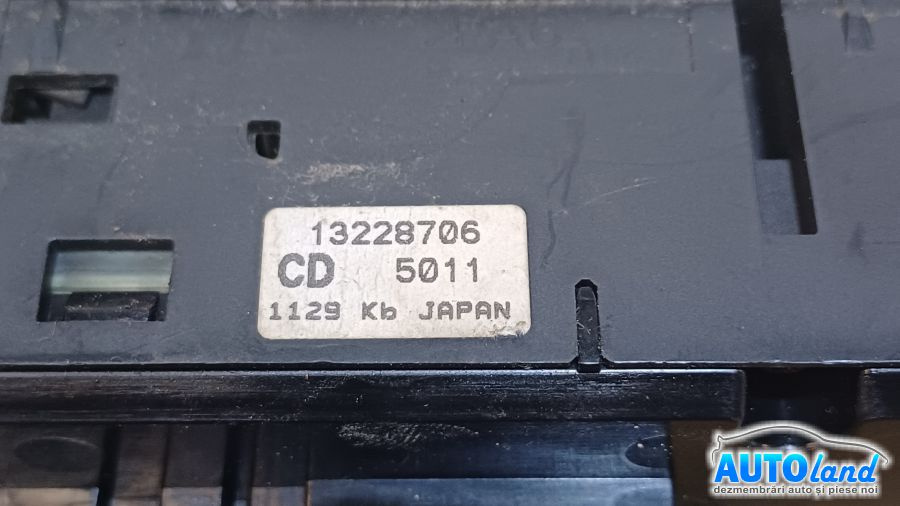 13228706
CD 5011
1129 Kb JAPAN
AUTOland
dezmembrări auto și piese noi